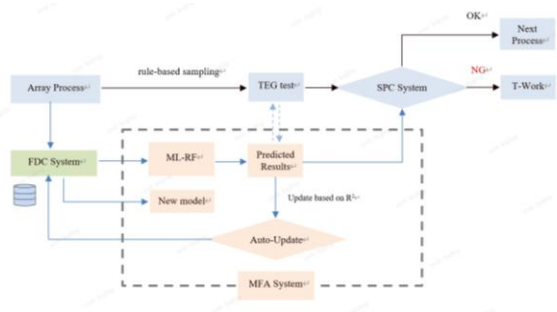 OK
Next
Process
rule-based sampling
NG
Array Process
TEG test
SPC System
T-Work
FDC System
ML-RF
Predicted
Results
New model
Update based on R²
Auto-Update
MFA System